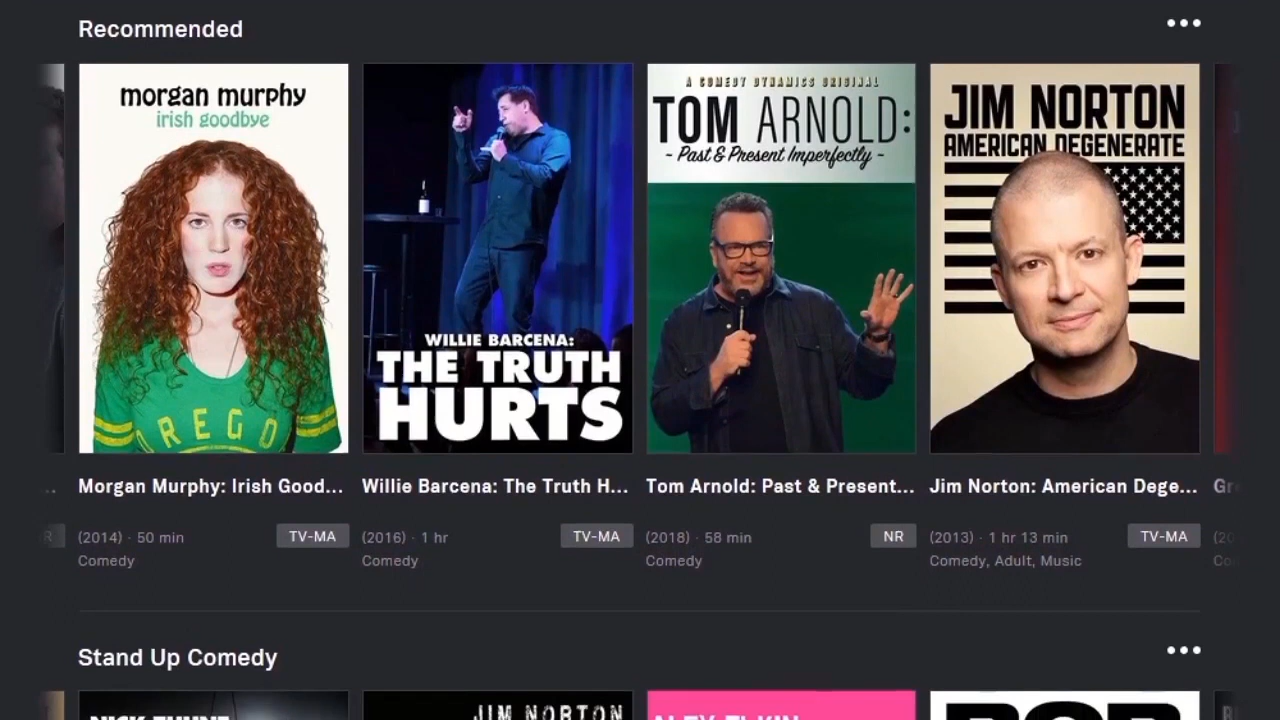 Recommended
morgan murphy
irish goodbye
OREGO
WILLIE BARCENA:
THE TRUTH
HURTS
A COMEDY DYNAMICS ORIGINAL
TOM ARNOLD:
~ Past & Present Imperfectly ~
JIM NORTON
AMERICAN DEGENERATE
Morgan Murphy: Irish Good...
Willie Barcena: The Truth H...
Tom Arnold: Past & Present...
Jim Norton: American Dege...
(2014) · 50 min
TV-MA
Comedy
(2016) · 1 hr
TV-MA
Comedy
(2018) · 58 min
NR
Comedy
(2013) · 1 hr 13 min
TV-MA
Comedy, Adult, Music
Stand Up Comedy
JIM NORTON